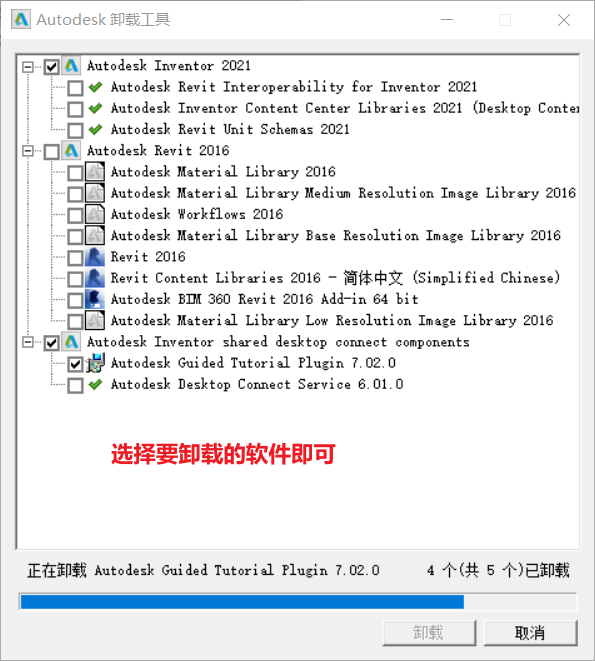 Autodesk 卸载工具
Autodesk Inventor 2021
Autodesk Revit Interoperability for Inventor 2021
Autodesk Inventor Content Center Libraries 2021 (Desktop Conter
Autodesk Revit Unit Schemas 2021
Autodesk Revit 2016
Autodesk Material Library 2016
Autodesk Material Library Medium Resolution Image Library 2016
Autodesk Workflows 2016
Autodesk Material Library Base Resolution Image Library 2016
Revit 2016
Revit Content Libraries 2016 - 简体中文 (Simplified Chinese)
Autodesk BIM 360 Revit 2016 Add-in 64 bit
Autodesk Material Library Low Resolution Image Library 2016
Autodesk Inventor shared desktop connect components
Autodesk Guided Tutorial Plugin 7.02.0
Autodesk Desktop Connect Service 6.01.0
选择要卸载的软件即可
正在卸载 Autodesk Guided Tutorial Plugin 7.02.0 4 个(共 5 个)已卸载
卸载 取消